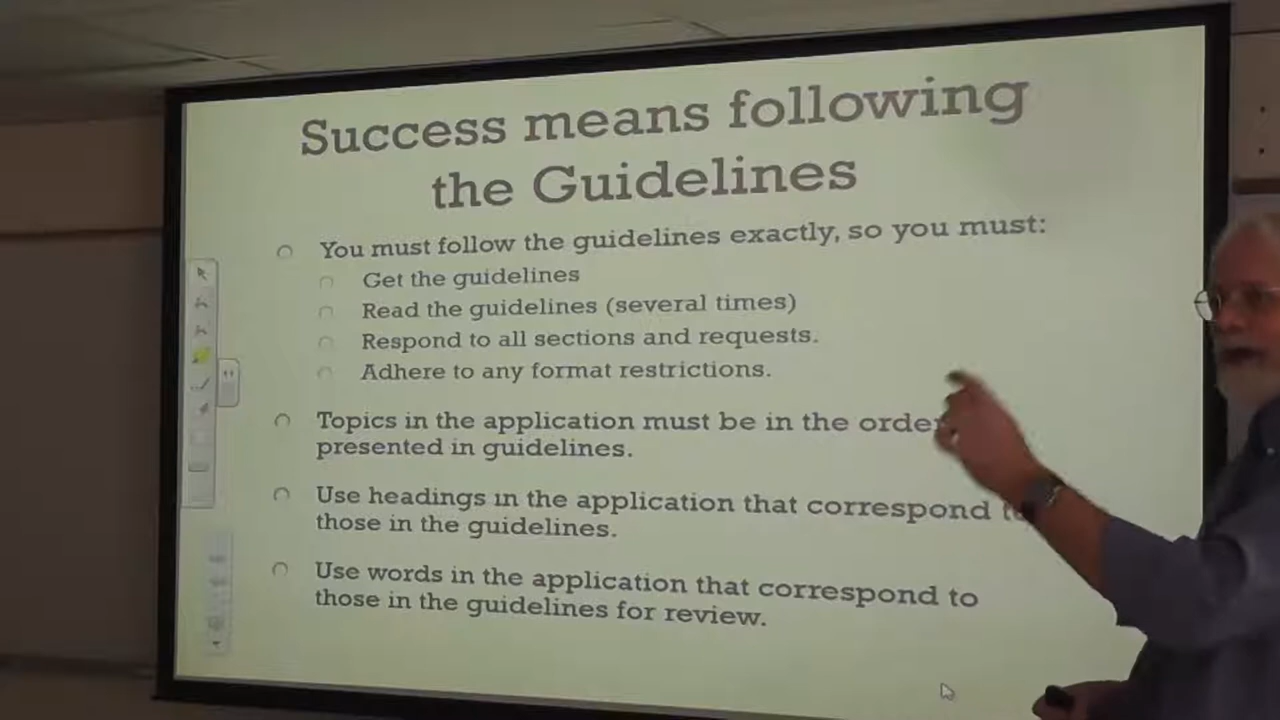 Success means following
the Guidelines
You must follow the guidelines exactly, so you must:
Get the guidelines
Read the guidelines (several times)
Respond to all sections and requests.
Adhere to any format restrictions.
Topics in the application must be in the order
presented in guidelines.
Use headings in the application that correspond
those in the guidelines.
Use words in the application that correspond to
those in the guidelines for review.